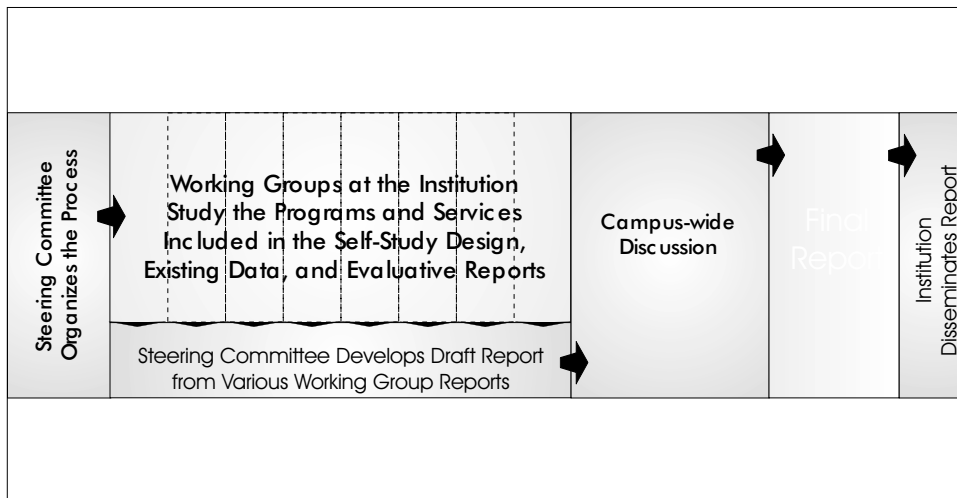 Steering Committee
Organizes the Process
Working Groups at the Institution
Study the Programs and Services
Included in the Self-Study Design,
Existing Data, and Evaluative Reports
Steering Committee Develops Draft Report
from Various Working Group Reports
Campus-wide
Discussion
Final
Report
Institution
Disseminates Report